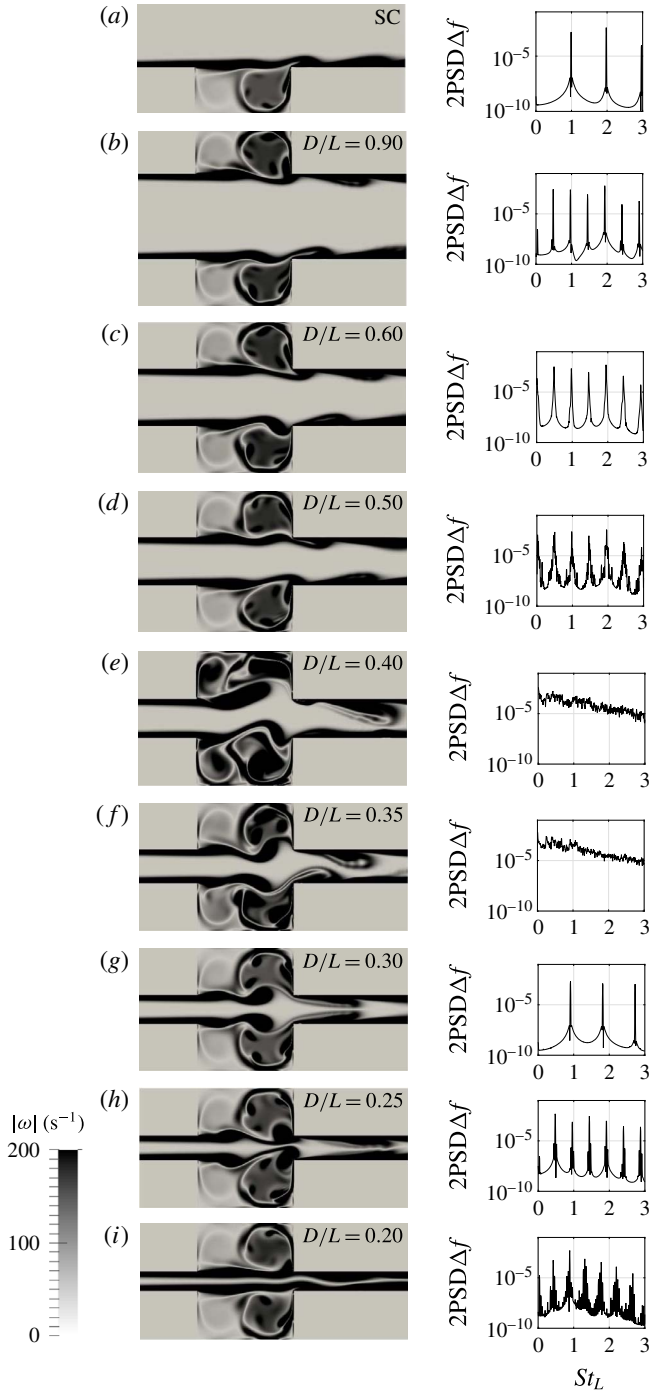 (a)
SC
2PSDΔf
10⁻⁵
10⁻¹⁰
0 1 2 3
(b)
D/L = 0.90
2PSDΔf
10⁻⁵
10⁻¹⁰
0 1 2 3
(c)
D/L = 0.60
2PSDΔf
10⁻⁵
10⁻¹⁰
0 1 2 3
(d)
D/L = 0.50
2PSDΔf
10⁻⁵
10⁻¹⁰
0 1 2 3
(e)
D/L = 0.40
2PSDΔf
10⁻⁵
10⁻¹⁰
0 1 2 3
(f)
D/L = 0.35
2PSDΔf
10⁻⁵
10⁻¹⁰
0 1 2 3
(g)
D/L = 0.30
2PSDΔf
10⁻⁵
10⁻¹⁰
0 1 2 3
(h)
D/L = 0.25
2PSDΔf
10⁻⁵
10⁻¹⁰
0 1 2 3
|ω| (s⁻¹)
200
100
0
(i)
D/L = 0.20
2PSDΔf
10⁻⁵
10⁻¹⁰
0 1 2 3
St_L